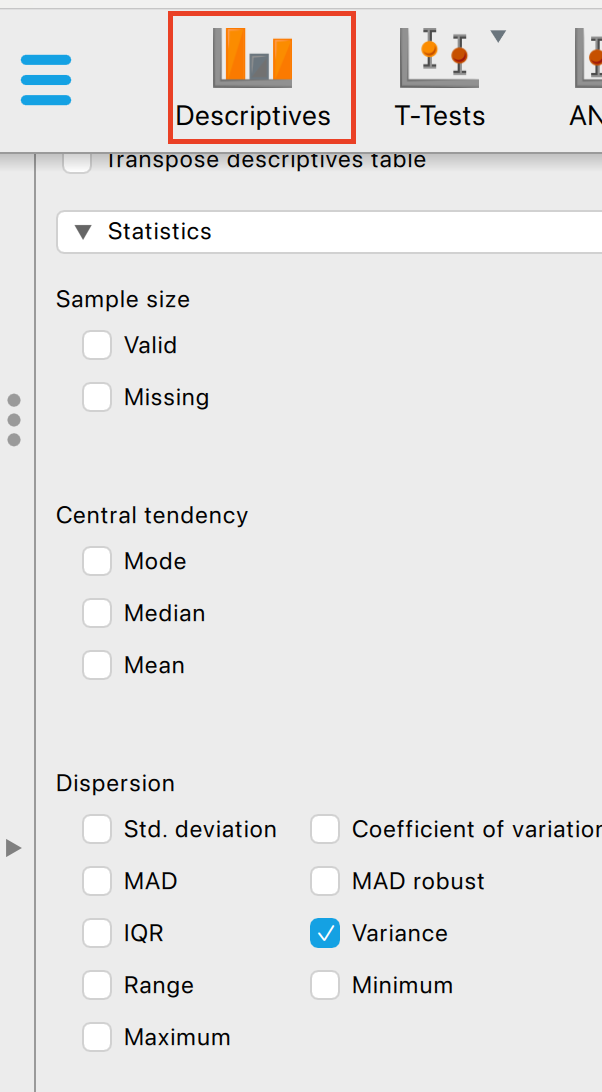 Descriptives T-Tests AN
Transpose descriptives table
Statistics
Sample size
Valid
Missing
Central tendency
Mode
Median
Mean
Dispersion
Std. deviation Coefficient of variation
MAD MAD robust
IQR Variance
Range Minimum
Maximum